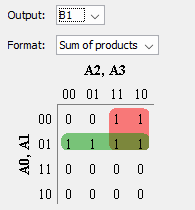 Output: B1
Format: Sum of products
A2, A3
00 01 11 10
A0, A1
00 0 0 1 1
01 1 1 1 1
11 0 0 0 0
10 0 0 0 0